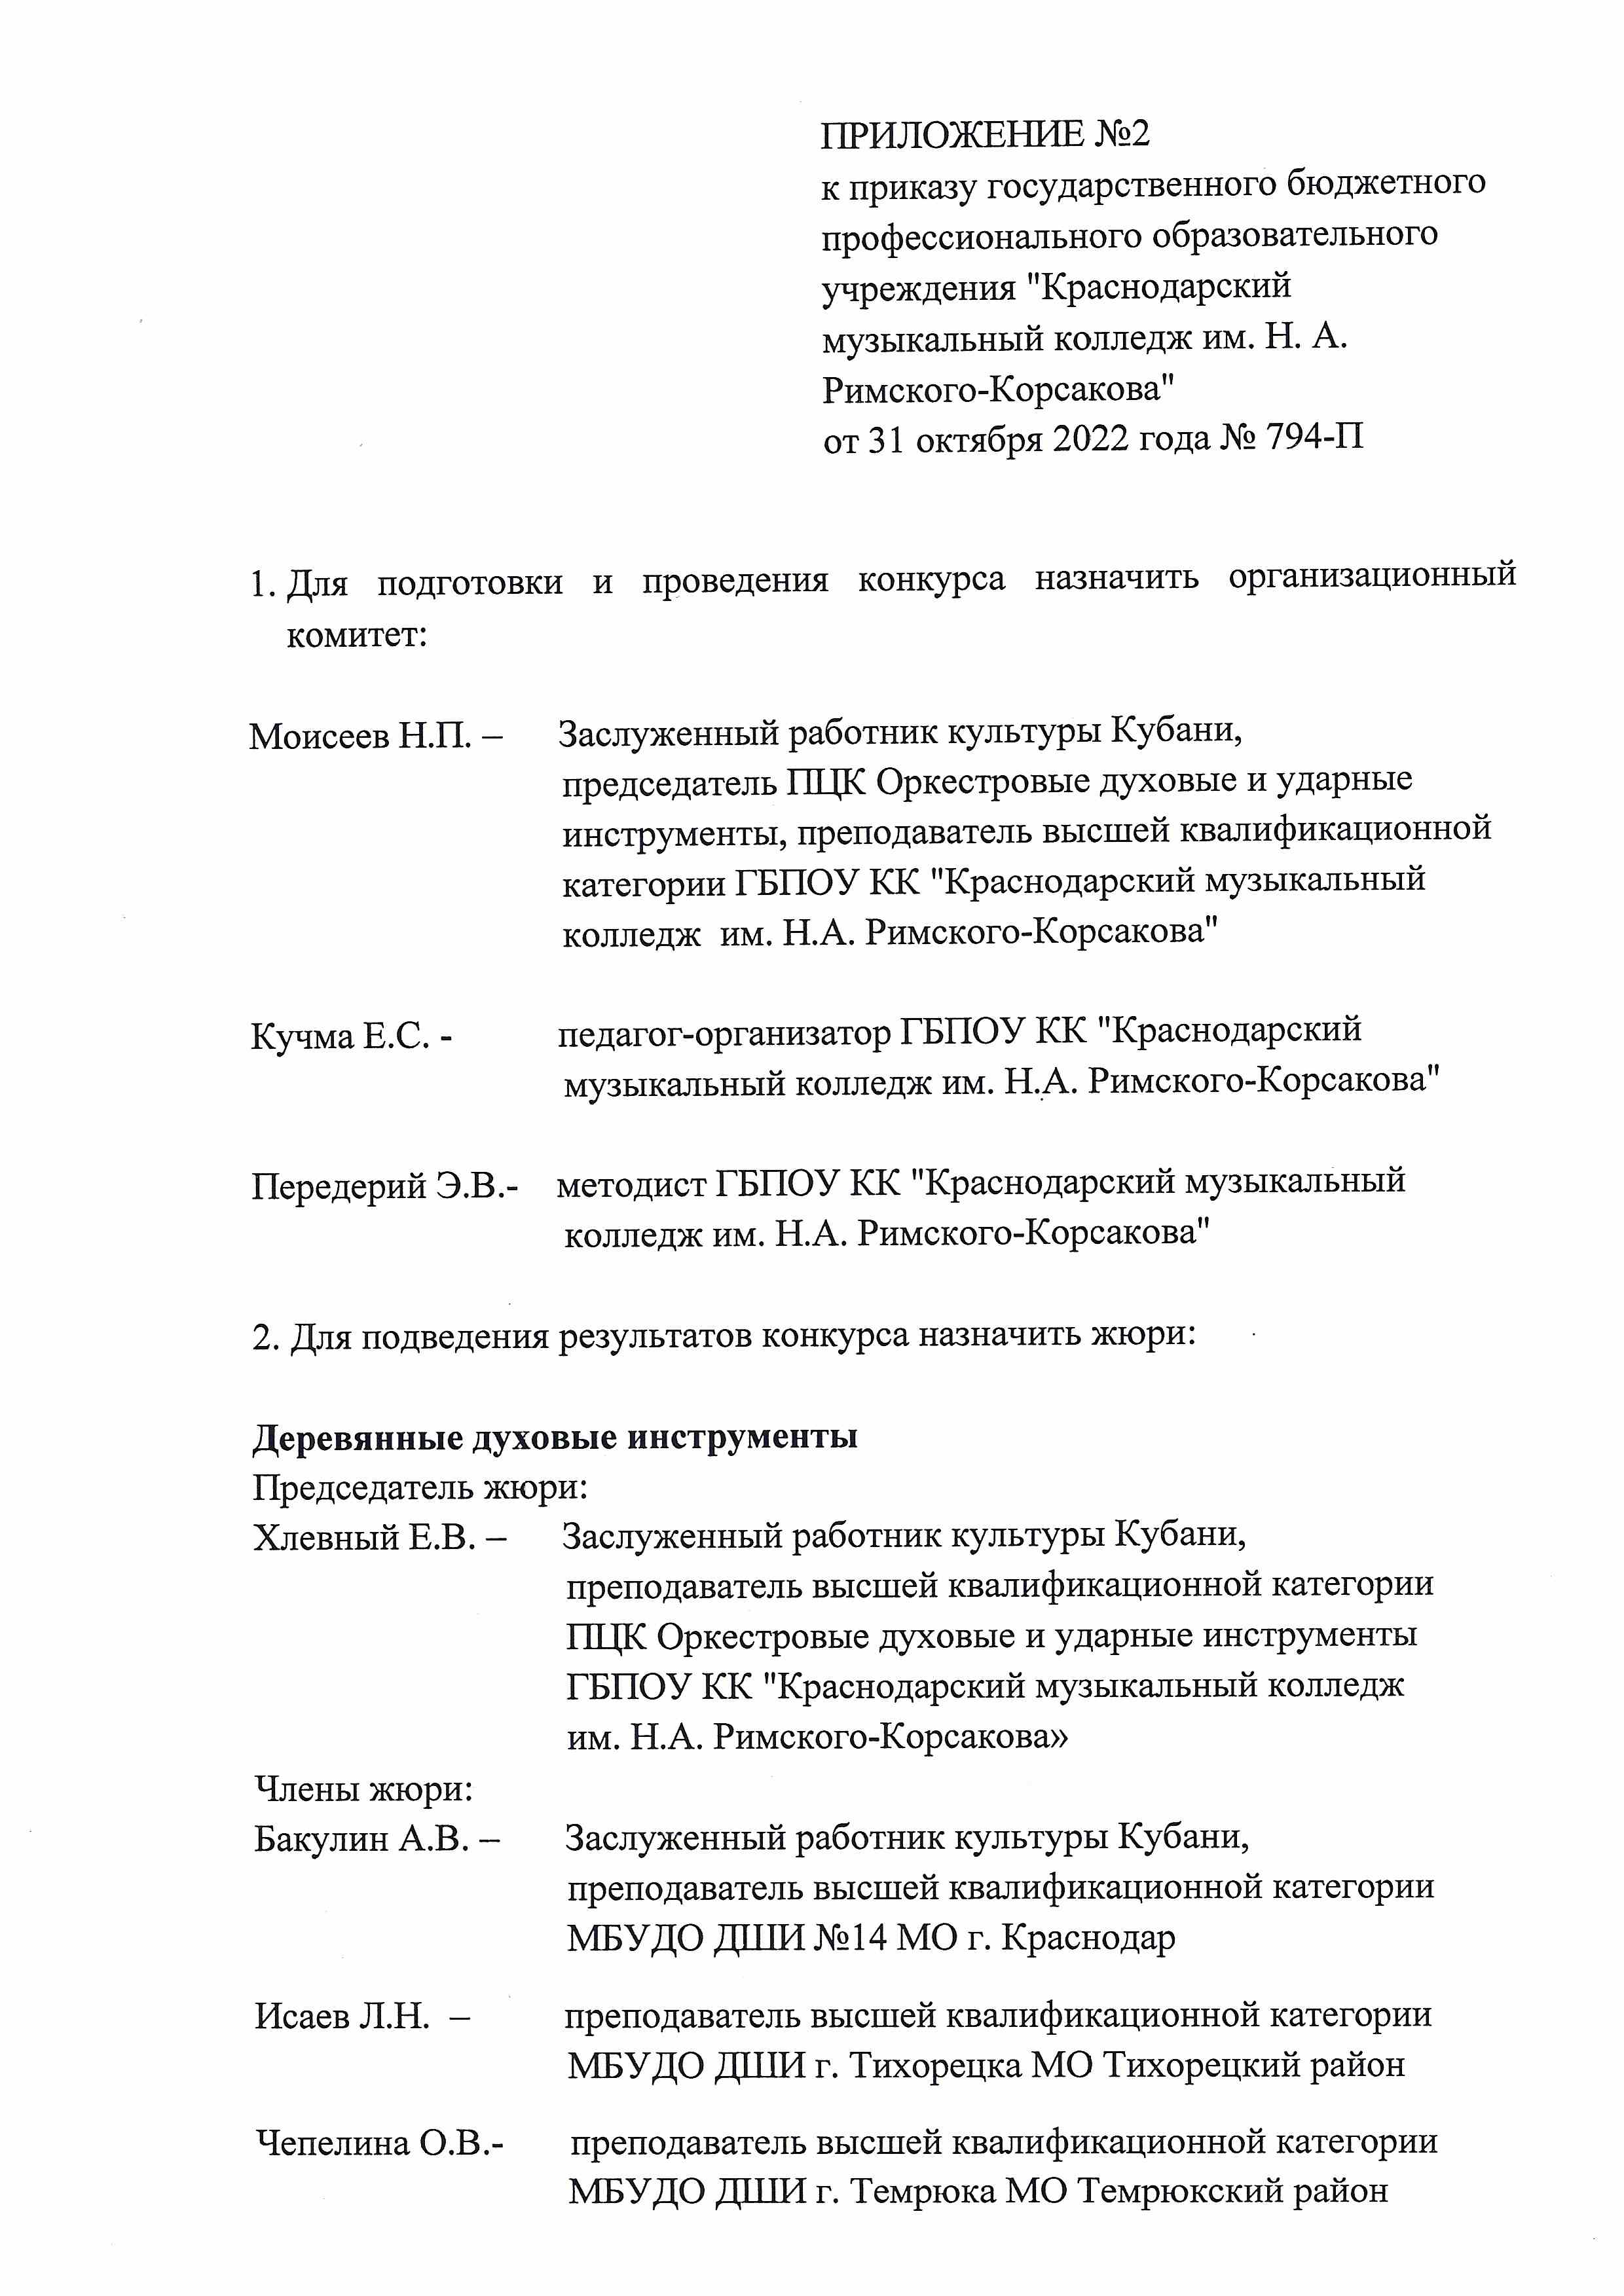 ПРИЛОЖЕНИЕ №2
к приказу государственного бюджетного
профессионального образовательного
учреждения "Краснодарский
музыкальный колледж им. Н. А.
Римского-Корсакова"
от 31 октября 2022 года № 794-П
1. Для подготовки и проведения конкурса назначить организационный
комитет:
Моисеев Н.П. – Заслуженный работник культуры Кубани,
председатель ПЦК Оркестровые духовые и ударные
инструменты, преподаватель высшей квалификационной
категории ГБПОУ КК "Краснодарский музыкальный
колледж им. Н.А. Римского-Корсакова"
Кучма Е.С. - педагог-организатор ГБПОУ КК "Краснодарский
музыкальный колледж им. Н.А. Римского-Корсакова"
Передерий Э.В.- методист ГБПОУ КК "Краснодарский музыкальный
колледж им. Н.А. Римского-Корсакова"
2. Для подведения результатов конкурса назначить жюри:
Деревянные духовые инструменты
Председатель жюри:
Хлевный Е.В. – Заслуженный работник культуры Кубани,
преподаватель высшей квалификационной категории
ПЦК Оркестровые духовые и ударные инструменты
ГБПОУ КК "Краснодарский музыкальный колледж
им. Н.А. Римского-Корсакова»
Члены жюри:
Бакулин А.В. – Заслуженный работник культуры Кубани,
преподаватель высшей квалификационной категории
МБУДО ДШИ №14 МО г. Краснодар
Исаев Л.Н. – преподаватель высшей квалификационной категории
МБУДО ДШИ г. Тихорецка МО Тихорецкий район
Чепелина О.В.- преподаватель высшей квалификационной категории
МБУДО ДШИ г. Темрюка МО Темрюкский район